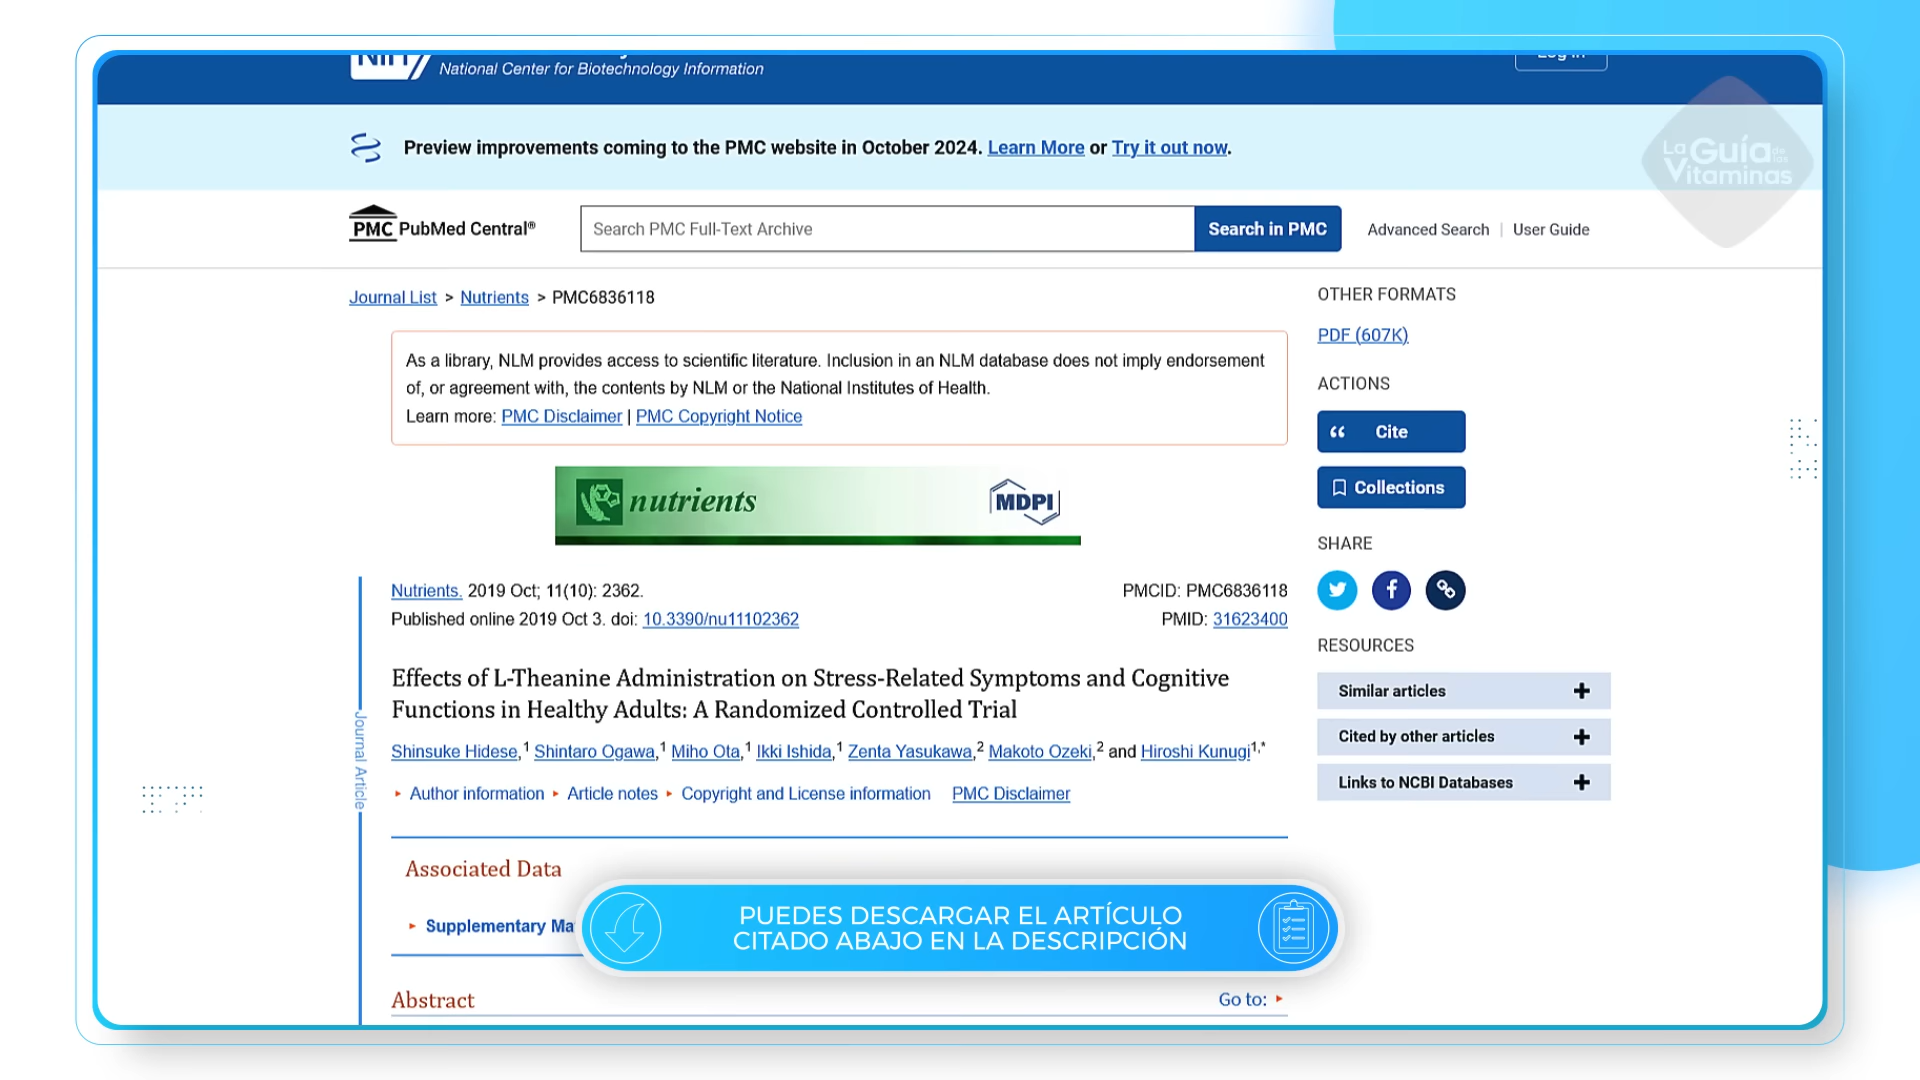 NIH
National Center for Biotechnology Information
Log in
Preview improvements coming to the PMC website in October 2024. Learn More or Try it out now.
La Guía de las Vitaminas
PMC PubMed Central®
Search PMC Full-Text Archive
Search in PMC
Advanced Search | User Guide
Journal List > Nutrients > PMC6836118
As a library, NLM provides access to scientific literature. Inclusion in an NLM database does not imply endorsement
of, or agreement with, the contents by NLM or the National Institutes of Health.
Learn more: PMC Disclaimer | PMC Copyright Notice
nutrients
MDPI
Journal Article
Nutrients. 2019 Oct; 11(10): 2362.
PMCID: PMC6836118
Published online 2019 Oct 3. doi: 10.3390/nu11102362
PMID: 31623400
Effects of L-Theanine Administration on Stress-Related Symptoms and Cognitive
Functions in Healthy Adults: A Randomized Controlled Trial
Shinsuke Hidese,1 Shintaro Ogawa,1 Miho Ota,1 Ikki Ishida,1 Zenta Yasukawa,2 Makoto Ozeki,2 and Hiroshi Kunugi1,*
Author information Article notes Copyright and License information PMC Disclaimer
Associated Data
Supplementary Ma
Abstract
Go to:
OTHER FORMATS
PDF (607K)
ACTIONS
Cite
Collections
SHARE
RESOURCES
Similar articles
Cited by other articles
Links to NCBI Databases
PUEDES DESCARGAR EL ARTÍCULO
CITADO ABAJO EN LA DESCRIPCIÓN